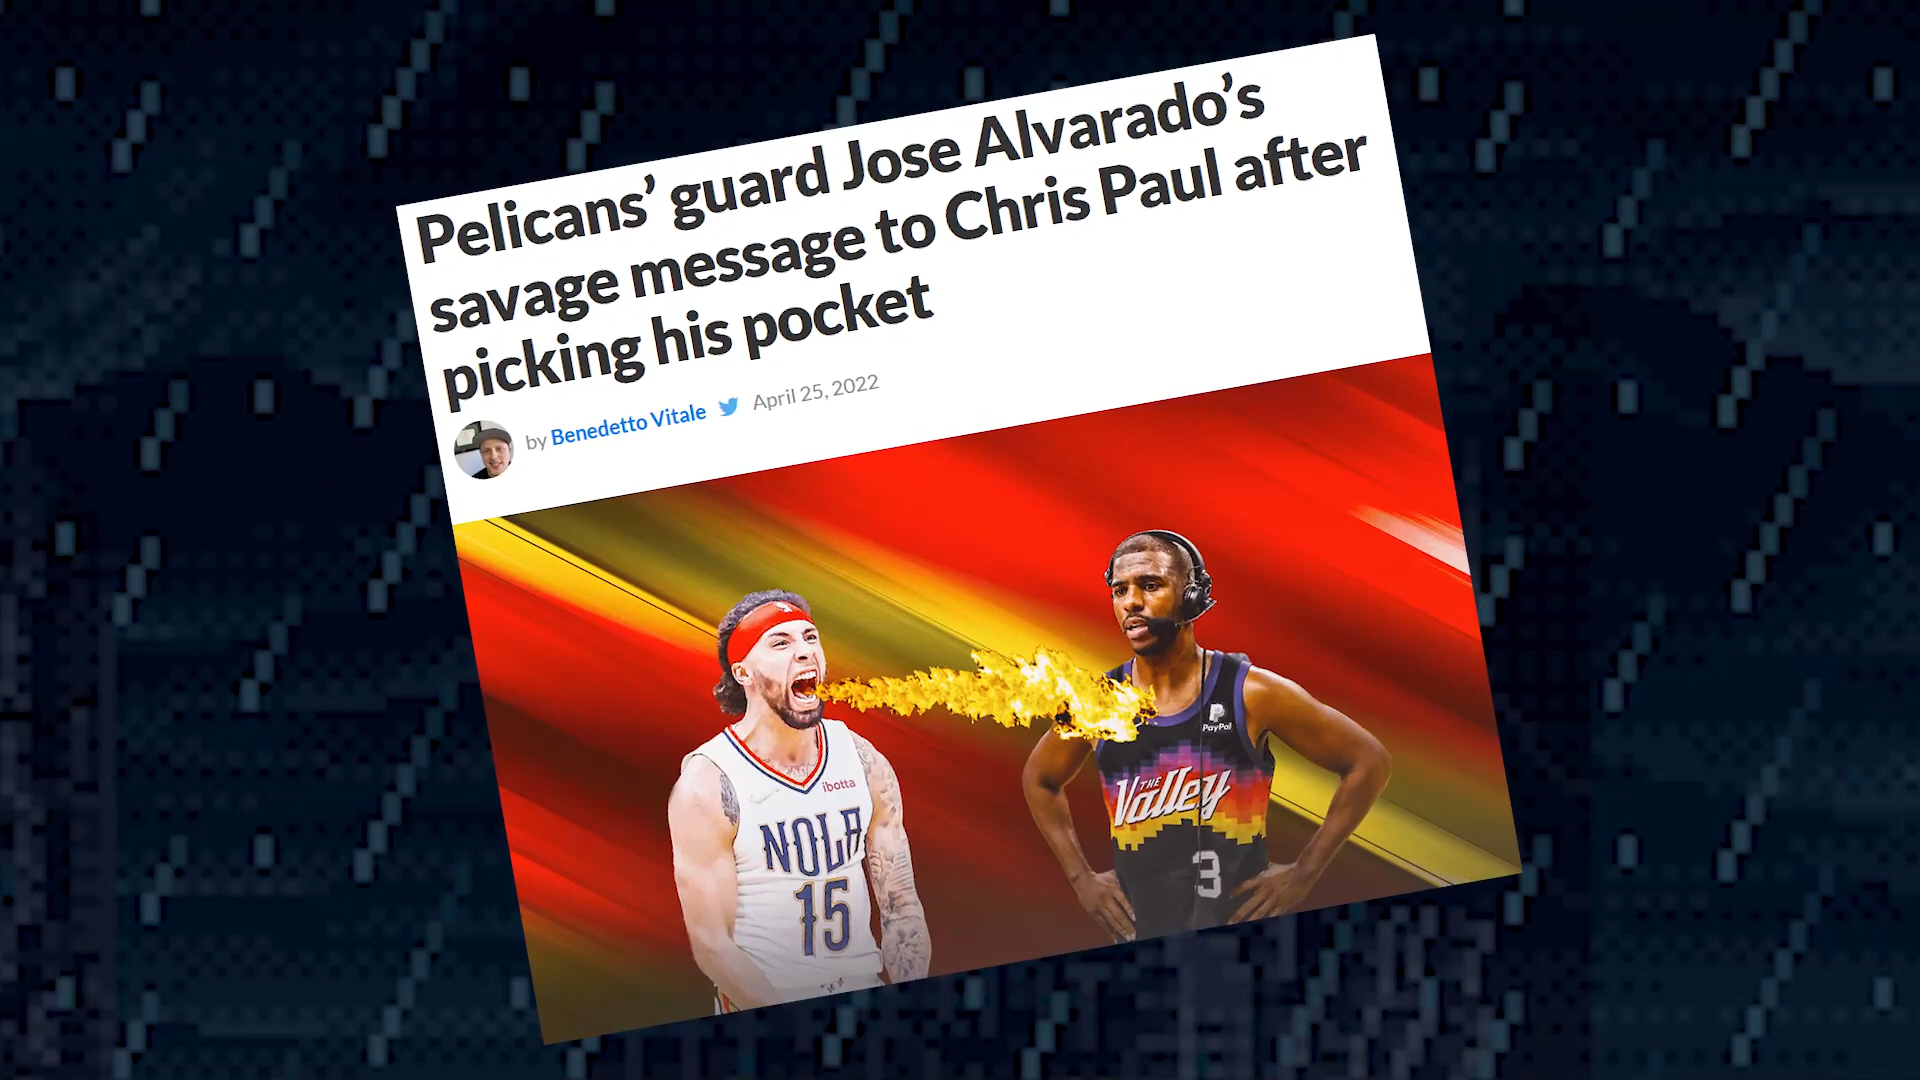 Pelicans’ guard Jose Alvarado’s
savage message to Chris Paul after
picking his pocket
by Benedetto Vitale April 25, 2022
ibotta
NOLA
15
PayPal
THE
Valley
3